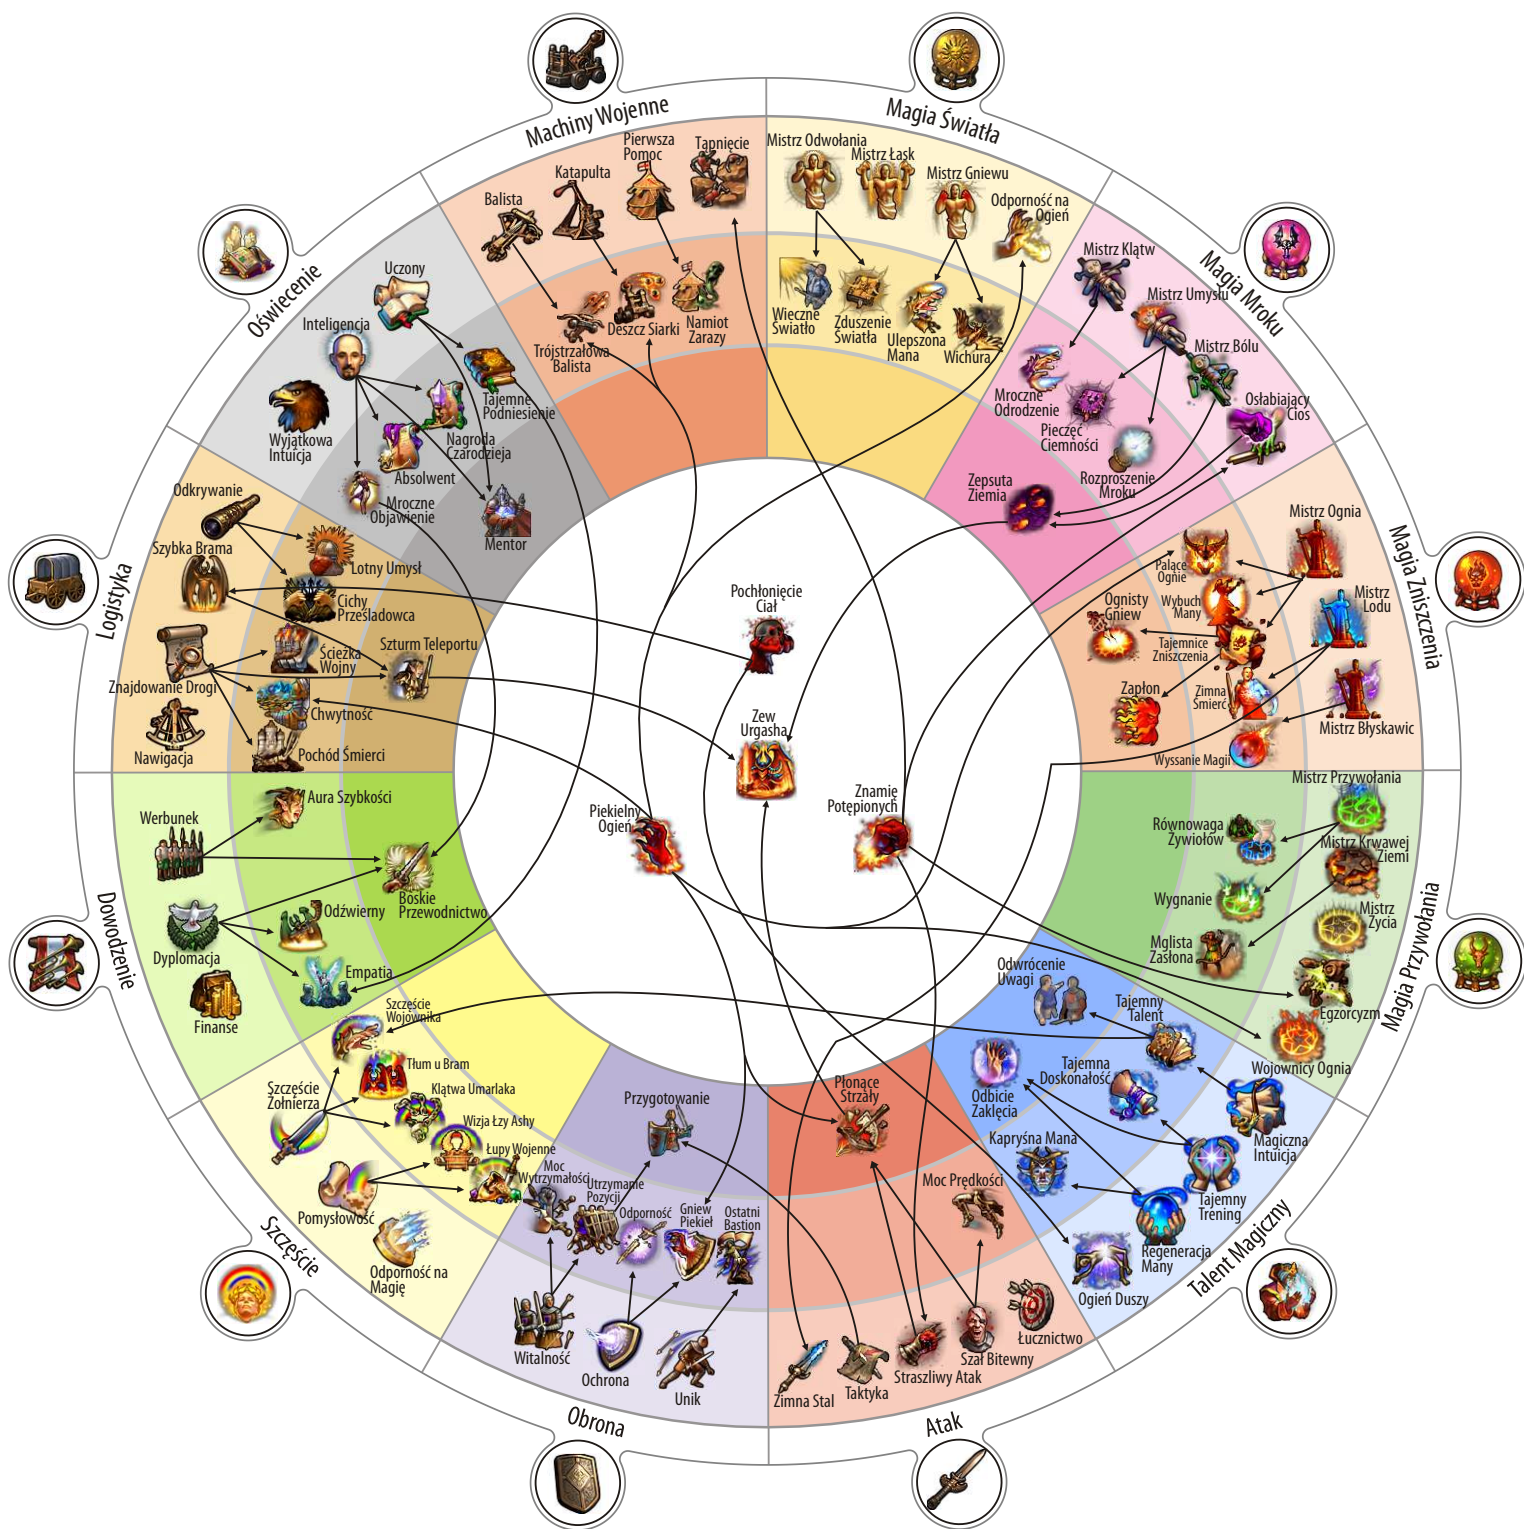 Machiny Wojenne
Balista
Katapulta
Pierwsza
Pomoc
Tapnięcie
Trójstrzałowa
Balista
Deszcz Siarki
Namiot
Zarazy
Magia Światła
Mistrz Odwołania
Mistrz Łask
Mistrz Gniewu
Odporność na
Ogień
Wieczne
Światło
Zduszenie
Światła
Ulepszona
Mana
Wichura
Magia Mroku
Mistrz Klątw
Mistrz Umysłu
Mistrz Bólu
Osłabiający
Cios
Mroczne
Odrodzenie
Pieczęć
Ciemności
Rozproszenie
Mroku
Zepsuta
Ziemia
Magia Zniszczenia
Mistrz Ognia
Mistrz
Lodu
Mistrz Błyskawic
Palące
Ognie
Wybuch
Many
Ognisty
Gniew
Tajemnice
Zniszczenia
Zapłon
Zimna
Śmierć
Wyssanie Magii
Magia Przywołania
Mistrz Przywołania
Równowaga
Żywiołów
Mistrz Krwawej
Ziemi
Wygnanie
Mistrz
Życia
Mglista
Zasłona
Egzorcyzm
Wojownicy Ognia
Talent Magiczny
Odwrócenie
Uwagi
Tajemny
Talent
Tajemna
Doskonałość
Odbicie
Zaklęcia
Magiczna
Intuicja
Kapryśna Mana
Tajemny
Trening
Regeneracja
Many
Ogień Duszy
Atak
Płonące
Strzały
Moc Prędkości
Łucznictwo
Szał Bitewny
Straszliwy Atak
Taktyka
Zimna Stal
Obrona
Przygotowanie
Moc
Wytrzymałości
Utrzymanie
Pozycji
Odporność
Gniew
Piekieł
Ostatni
Bastion
Witalność
Ochrona
Unik
Szczęście
Szczęście
Wojownika
Tłum u Bram
Klątwa Umarlaka
Szczęście
Żołnierza
Wizja Łzy Ashy
Łupy Wojenne
Pomysłowość
Odporność na
Magię
Dowodzenie
Aura Szybkości
Werbunek
Boskie
Przewodnictwo
Odźwierny
Dyplomacja
Empatia
Finanse
Logistyka
Odkrywanie
Szybka Brama
Lotny Umysł
Cichy
Prześladowca
Ścieżka
Wojny
Szturm Teleportu
Znajdowanie Drogi
Chwytność
Nawigacja
Pochód Śmierci
Oświecenie
Uczony
Inteligencja
Tajemne
Podniesienie
Wyjątkowa
Intuicja
Nagroda
Czarodzieja
Absolwent
Mroczne
Objawienie
Mentor
Pochłonięcie
Ciał
Zew
Urgasha
Piekielny
Ogień
Znamię
Potępionych